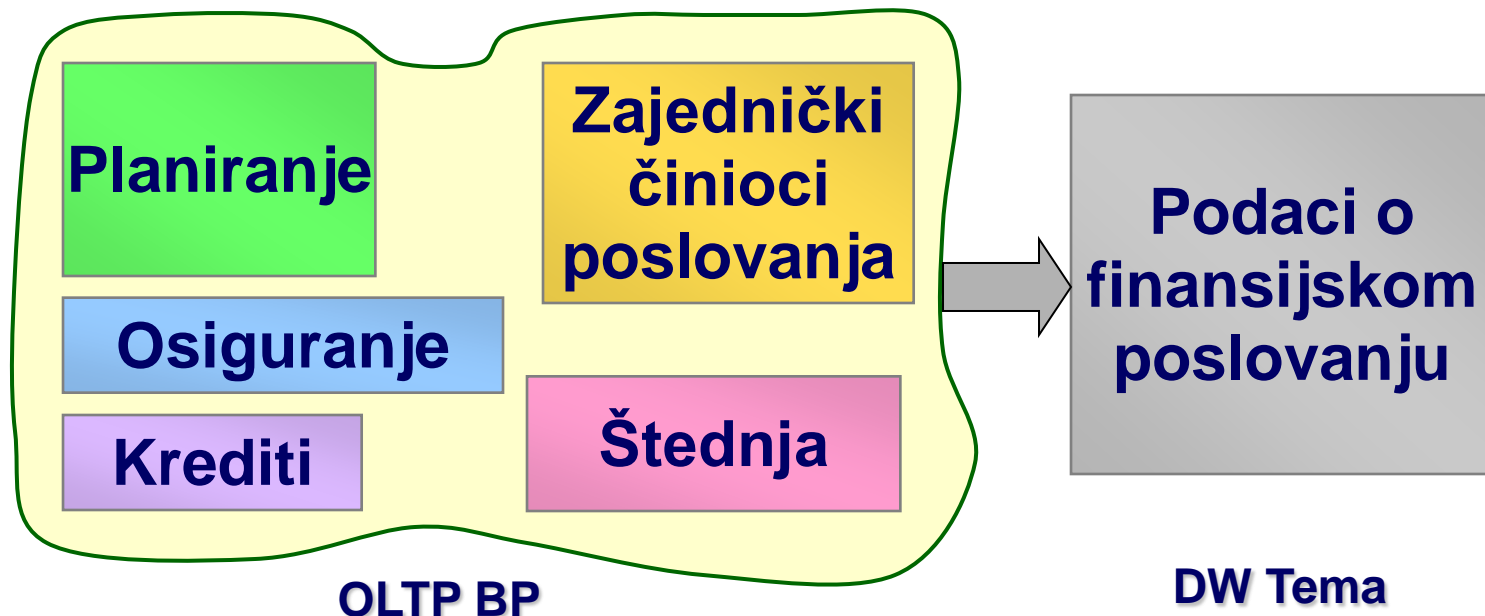 Planiranje
Zajednički
činioci
poslovanja
Osiguranje
Krediti
Štednja
OLTP BP
Podaci o
finansijskom
poslovanju
DW Tema